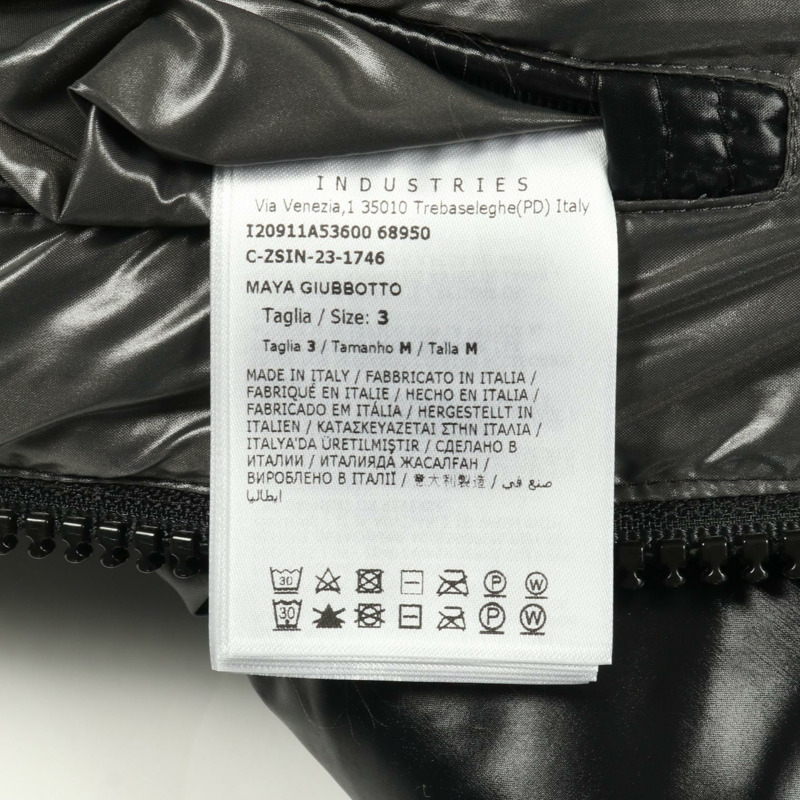 INDUSTRIES
Via Venezia,1 35010 Trebaseleghe(PD) Italy
I20911A53600 68950
C-ZSIN-23-1746
MAYA GIUBBOTTO
Taglia / Size: 3
Taglia 3 / Tamanho M / Talla M
MADE IN ITALY / FABBRICATO IN ITALIA /
FABRIQUÉ EN ITALIE / HECHO EN ITALIA /
FABRICADO EM ITÁLIA / HERGESTELLT IN
ITALIEN / ΚΑΤΑΣΚΕΥΑΖΕΤΑΙ ΣΤΗΝ ΙΤΑΛΙΑ /
ITALYA'DA ÜRETILMIŞTIR / СДЕЛАНО В
ИТАЛИИ / ИТАЛИЯДА ЖАСАЛҒАН /
ВИРОБЛЕНО В ІТАЛІЇ / 意大利製造 / صنع في
ايطاليا
30 P W
30 P W